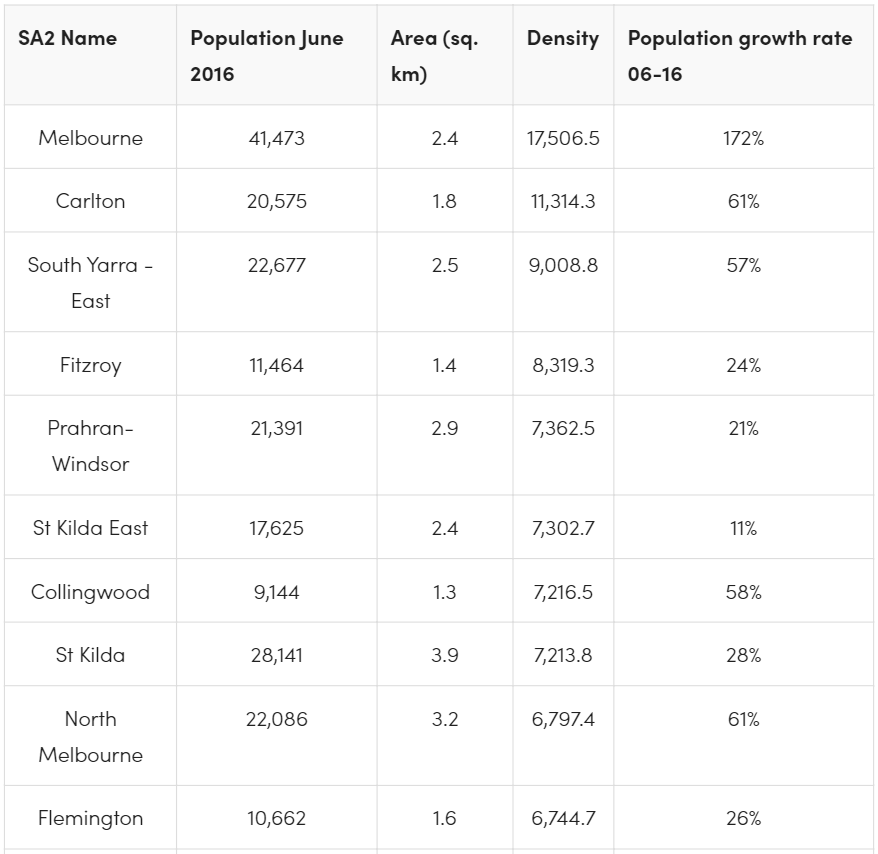 SA2 Name Population June 2016 Area (sq. km) Density Population growth rate 06-16
Melbourne 41,473 2.4 17,506.5 172%
Carlton 20,575 1.8 11,314.3 61%
South Yarra - East 22,677 2.5 9,008.8 57%
Fitzroy 11,464 1.4 8,319.3 24%
Prahran-Windsor 21,391 2.9 7,362.5 21%
St Kilda East 17,625 2.4 7,302.7 11%
Collingwood 9,144 1.3 7,216.5 58%
St Kilda 28,141 3.9 7,213.8 28%
North Melbourne 22,086 3.2 6,797.4 61%
Flemington 10,662 1.6 6,744.7 26%